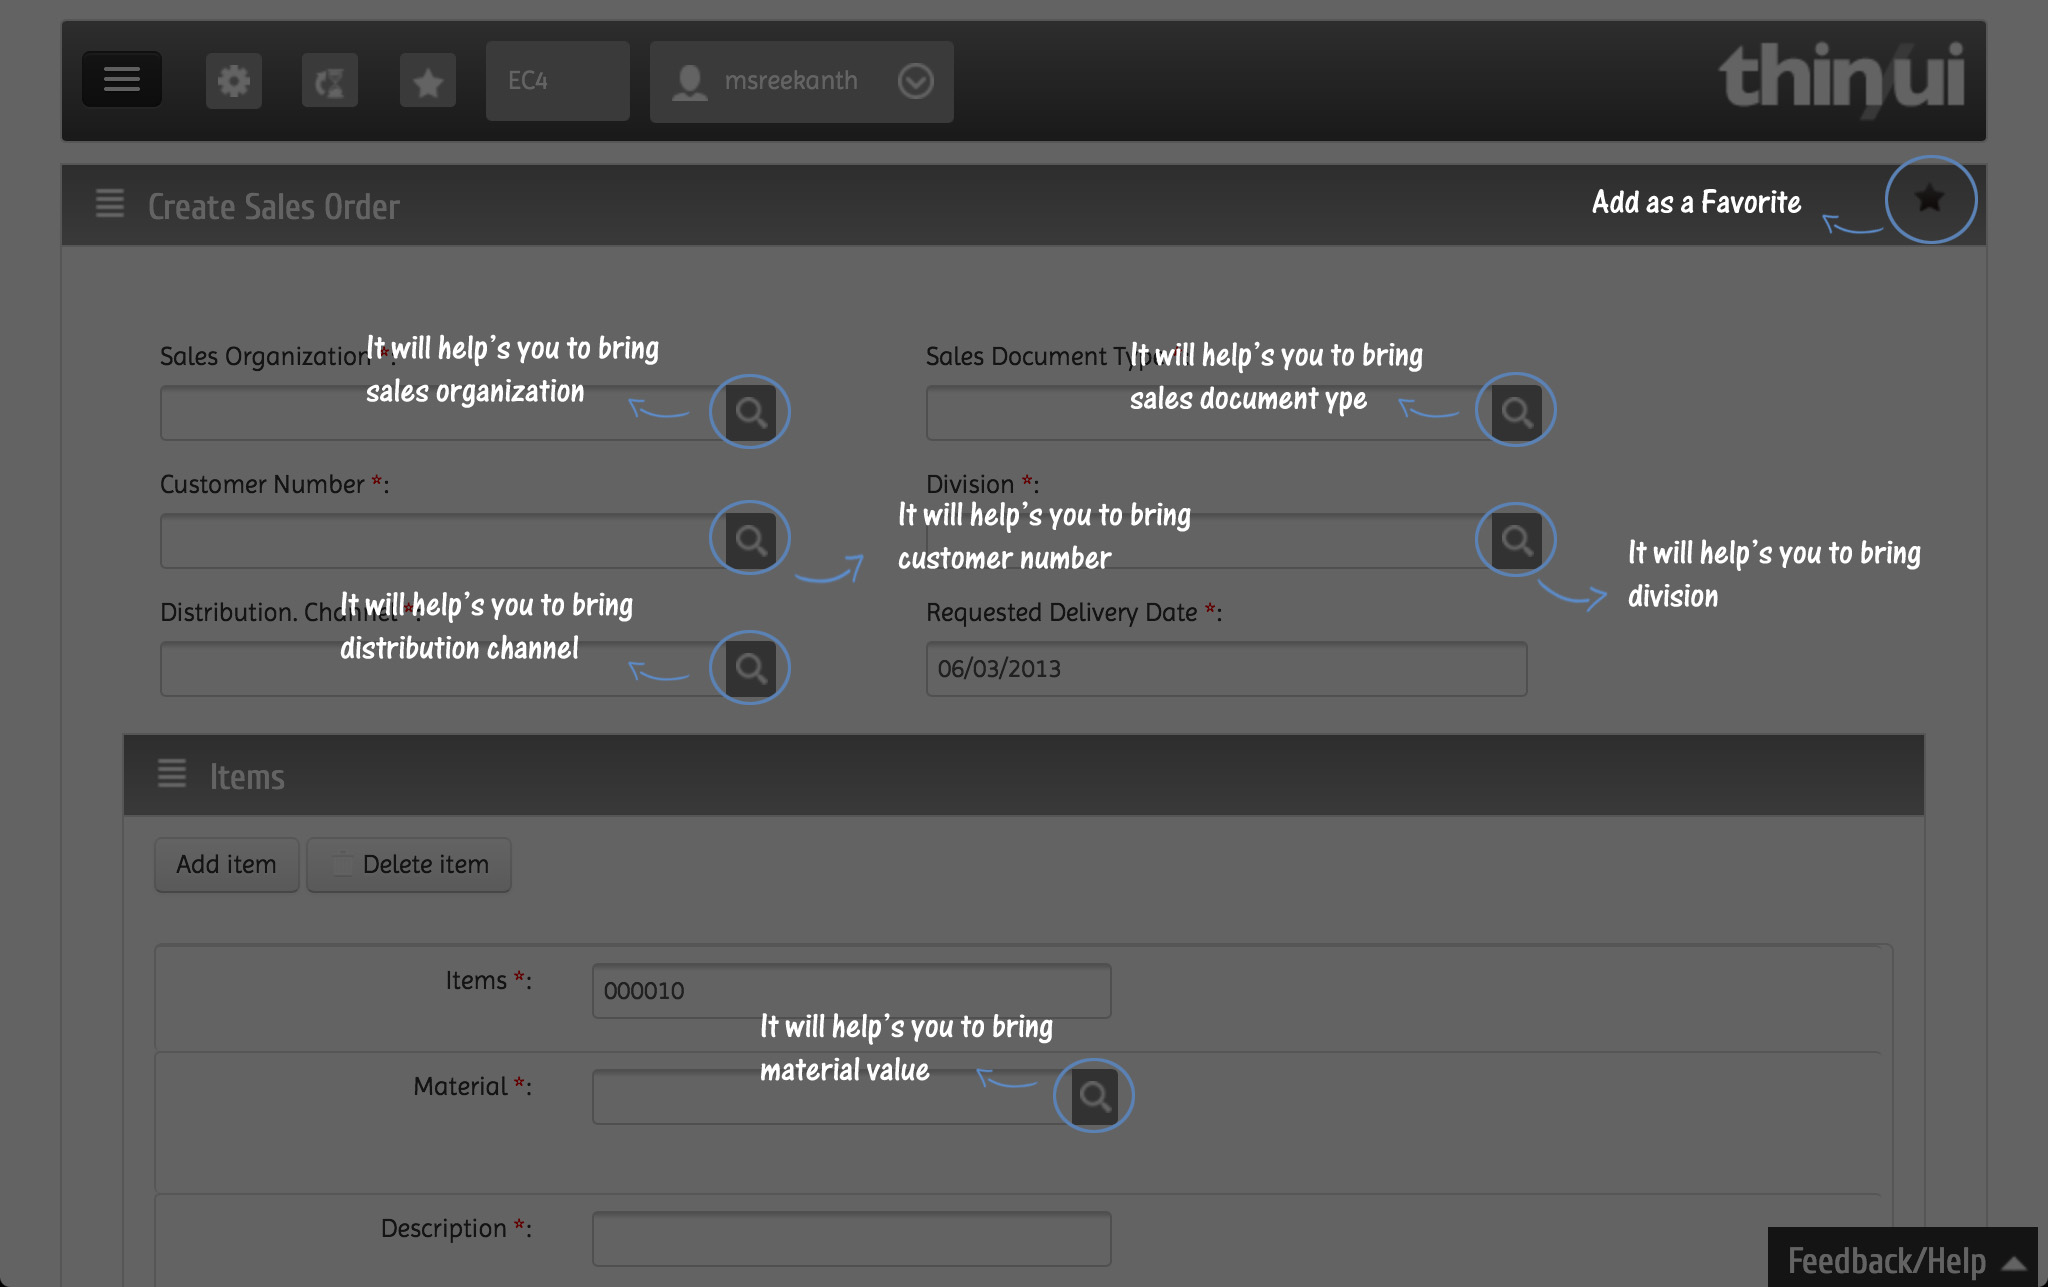 EC4
msreekanth
thinui
Create Sales Order
Add as a Favorite
Sales Organization *:
It will help's you to bring
sales organization
Sales Document Type *:
It will help's you to bring
sales document ype
Customer Number *:
It will help's you to bring
customer number
Division *:
It will help's you to bring
division
Distribution. Channel *:
It will help's you to bring
distribution channel
Requested Delivery Date *:
06/03/2013
Items
Add item
Delete item
Items *:
000010
It will help's you to bring
material value
Material *:
Description *:
Feedback/Help